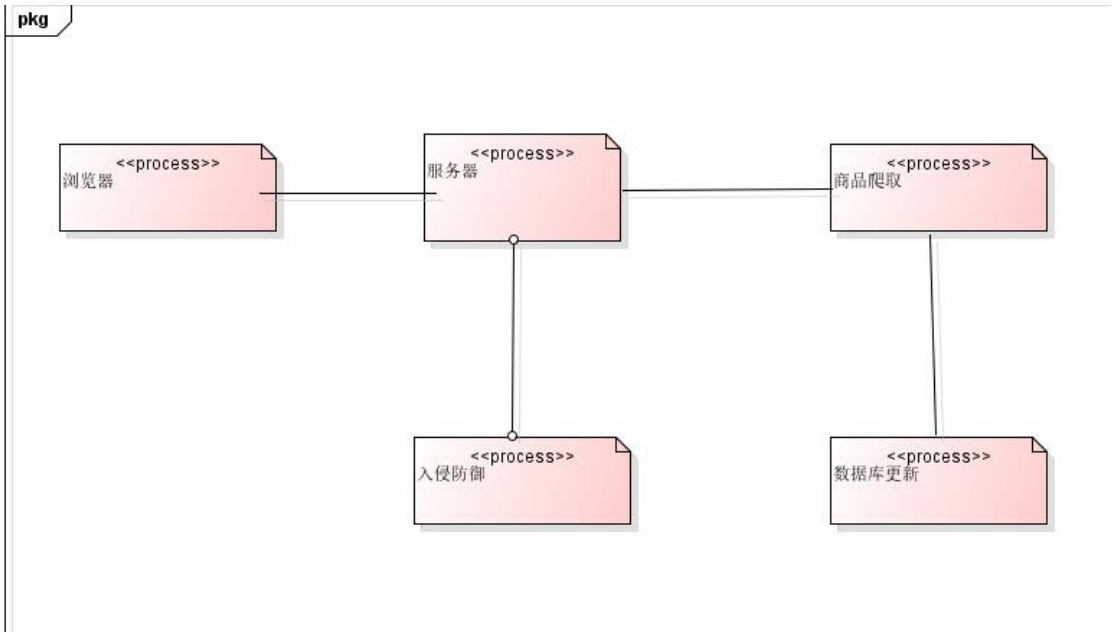 pkg
<<process>>
浏览器
<<process>>
服务器
<<process>>
商品爬取
<<process>>
入侵防御
<<process>>
数据库更新